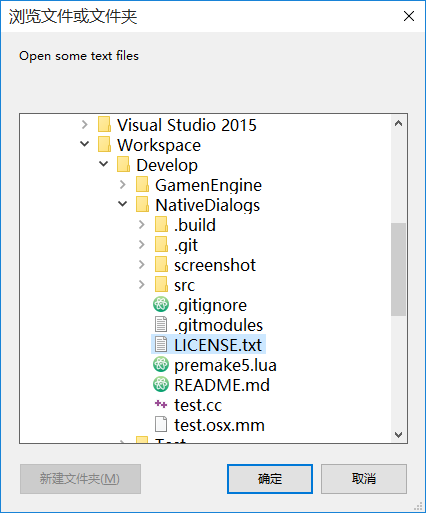 浏览文件或文件夹
Open some text files
Visual Studio 2015
Workspace
Develop
GamenEngine
NativeDialogs
.build
.git
screenshot
src
.gitignore
.gitmodules
LICENSE.txt
premake5.lua
README.md
test.cc
test.osx.mm
Test
新建文件夹(M)
确定
取消